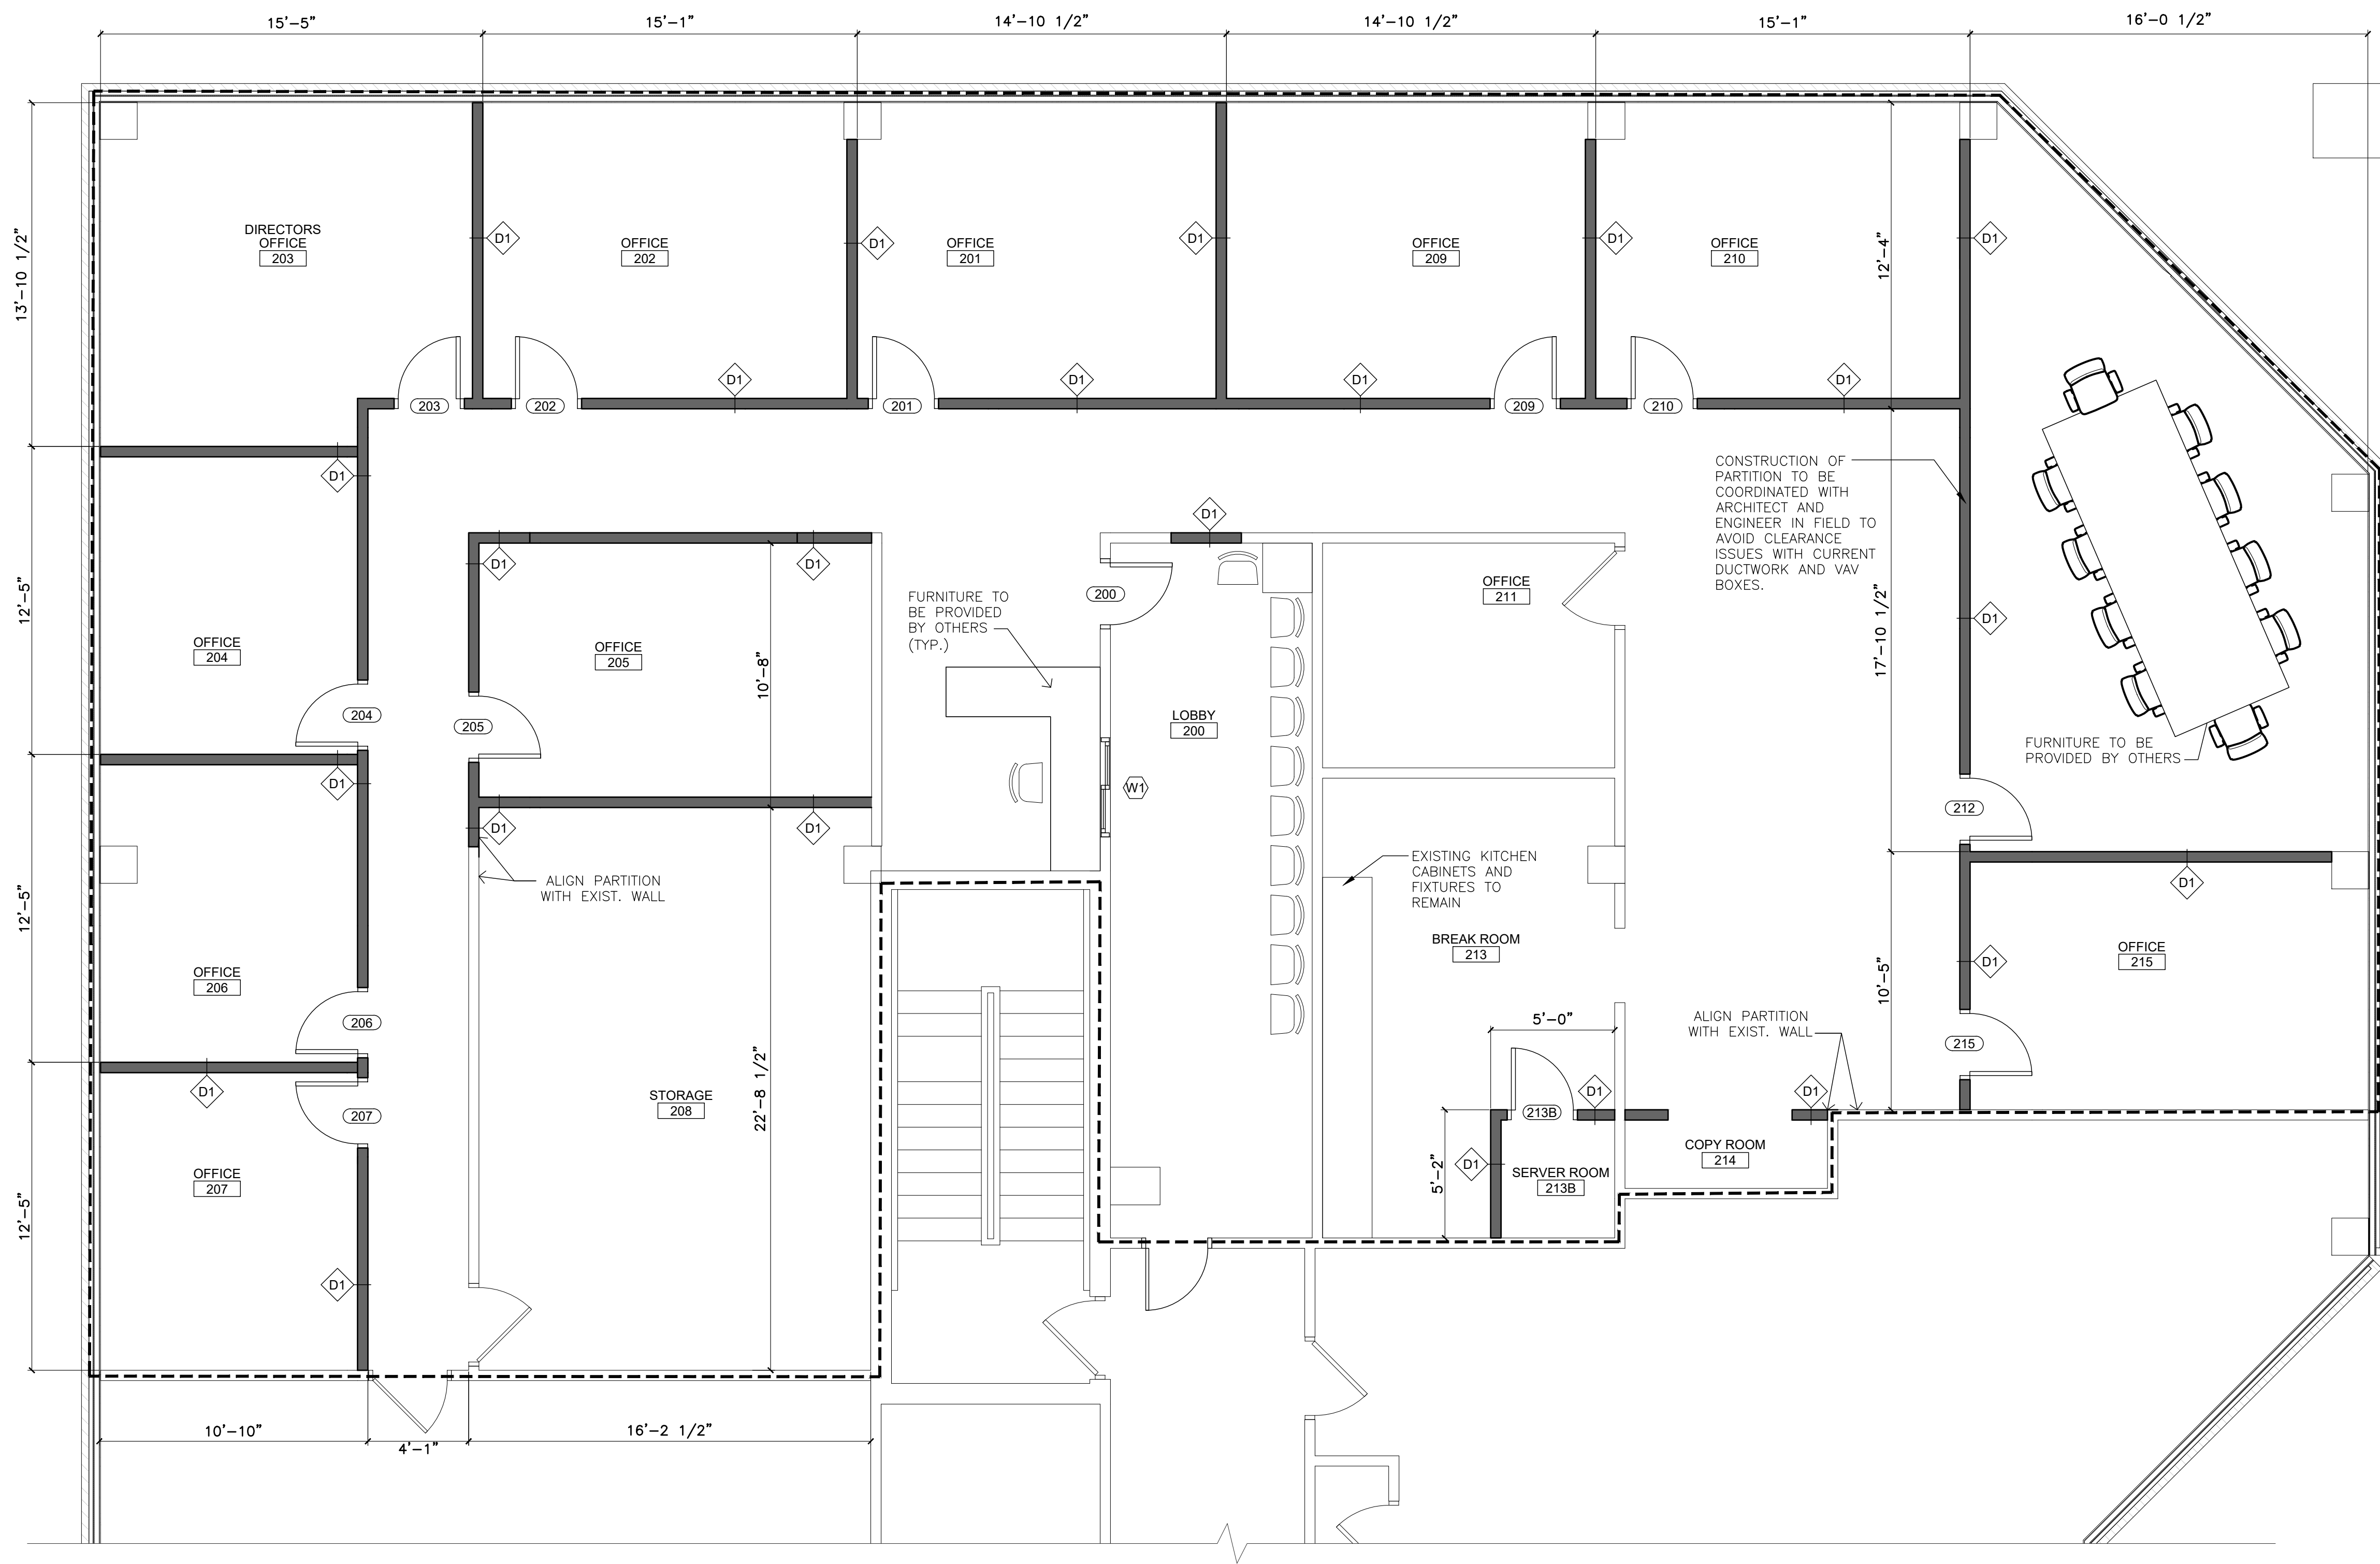 15'-5"
15'-1"
14'-10 1/2"
14'-10 1/2"
15'-1"
16'-0 1/2"
13'-10 1/2"
12'-5"
12'-5"
12'-5"
DIRECTORS
OFFICE
203
D1
OFFICE
202
D1
OFFICE
201
D1
OFFICE
209
D1
OFFICE
210
12'-4"
D1
D1
D1
D1
D1
203
202
201
209
210
D1
CONSTRUCTION OF
PARTITION TO BE
COORDINATED WITH
ARCHITECT AND
ENGINEER IN FIELD TO
AVOID CLEARANCE
ISSUES WITH CURRENT
DUCTWORK AND VAV
BOXES.
D1
D1
D1
OFFICE
204
OFFICE
205
10'-8"
FURNITURE TO
BE PROVIDED
BY OTHERS
(TYP.)
200
OFFICE
211
17'-10 1/2"
D1
204
205
LOBBY
200
FURNITURE TO BE
PROVIDED BY OTHERS
D1
W1
212
D1
D1
ALIGN PARTITION
WITH EXIST. WALL
EXISTING KITCHEN
CABINETS AND
FIXTURES TO
REMAIN
D1
BREAK ROOM
213
OFFICE
206
206
10'-5"
D1
OFFICE
215
5'-0"
ALIGN PARTITION
WITH EXIST. WALL
215
D1
207
STORAGE
208
22'-8 1/2"
213B
D1
D1
5'-2"
D1
SERVER ROOM
213B
COPY ROOM
214
OFFICE
207
D1
10'-10"
4'-1"
16'-2 1/2"